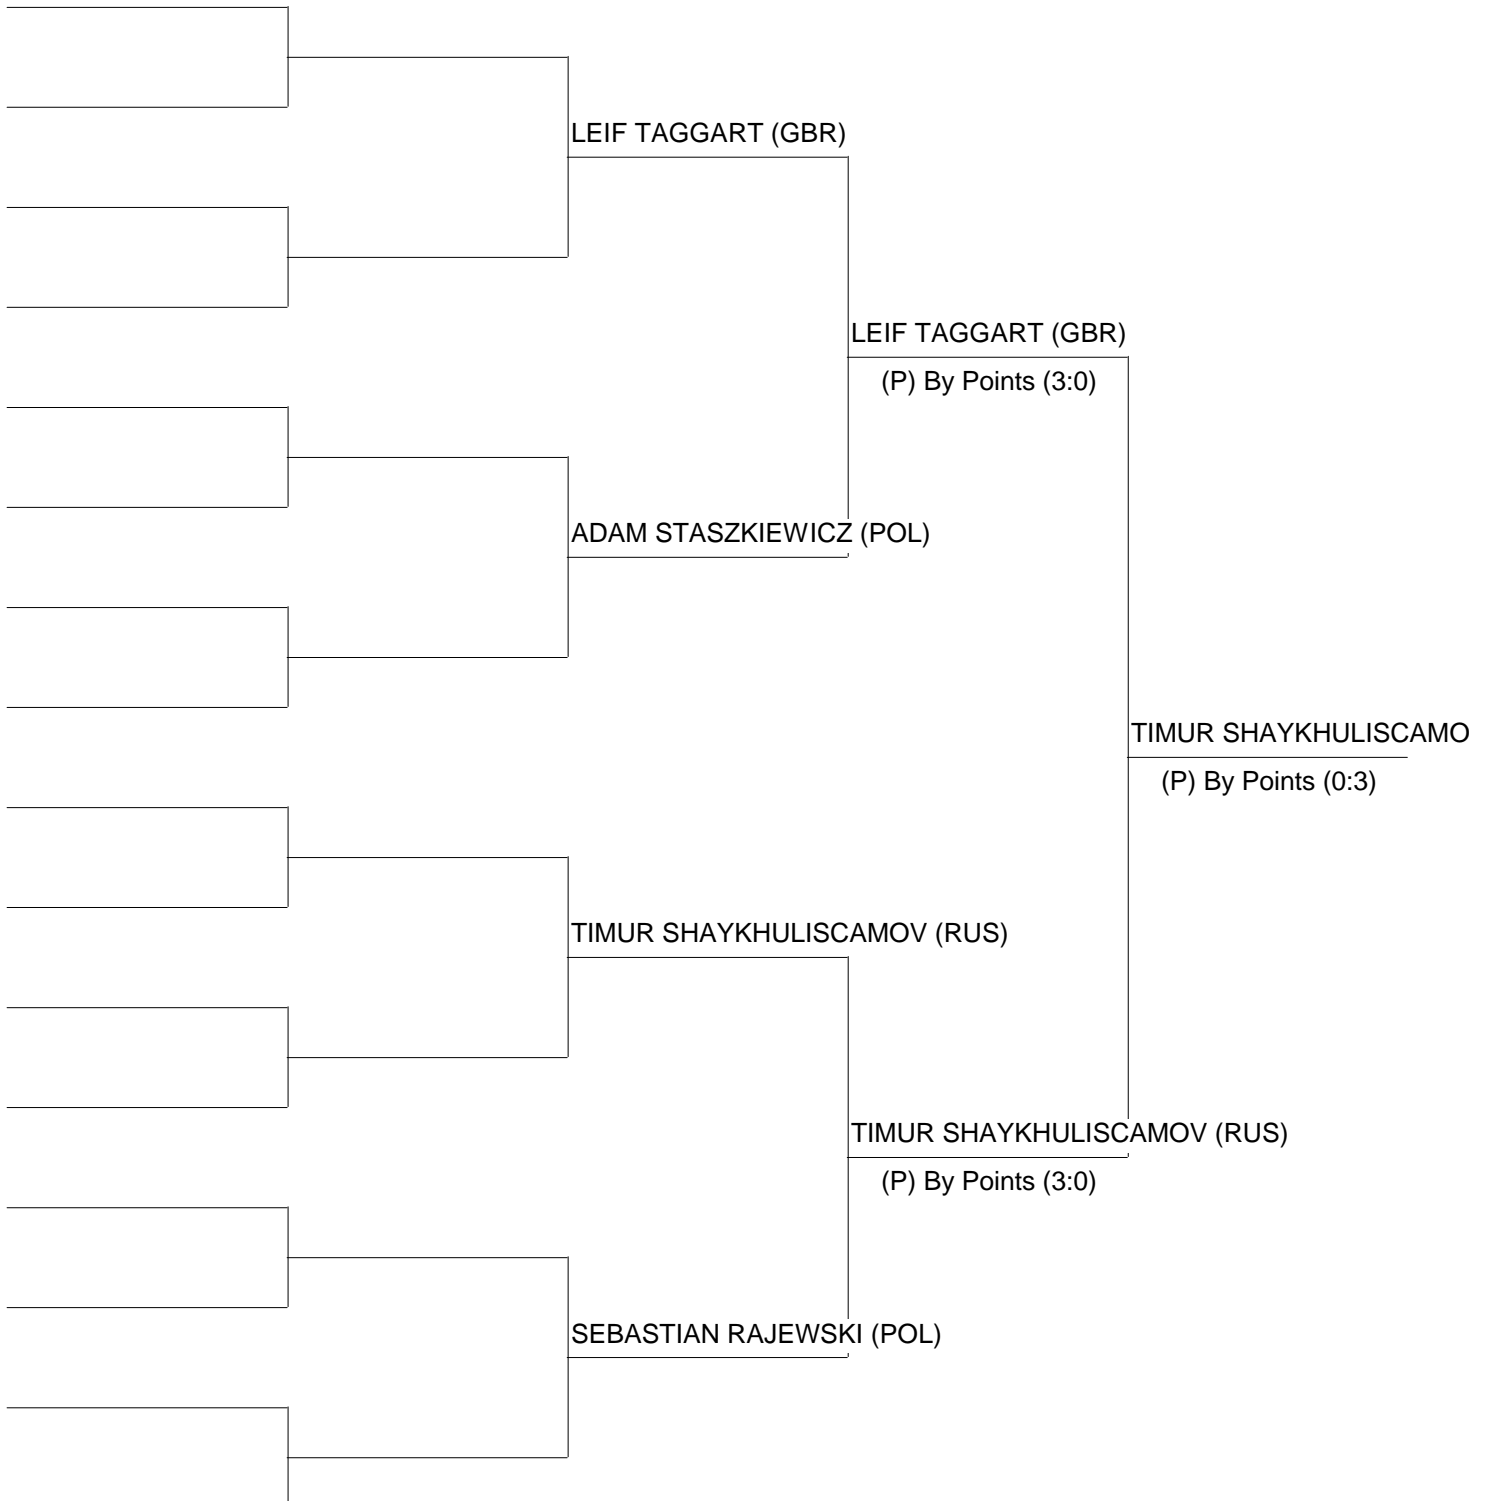 LEIF TAGGART (GBR)
LEIF TAGGART (GBR)
(P) By Points (3:0)
ADAM STASZKIEWICZ (POL)
TIMUR SHAYKHULISCAMO
(P) By Points (0:3)
TIMUR SHAYKHULISCAMOV (RUS)
TIMUR SHAYKHULISCAMOV (RUS)
(P) By Points (3:0)
SEBASTIAN RAJEWSKI (POL)